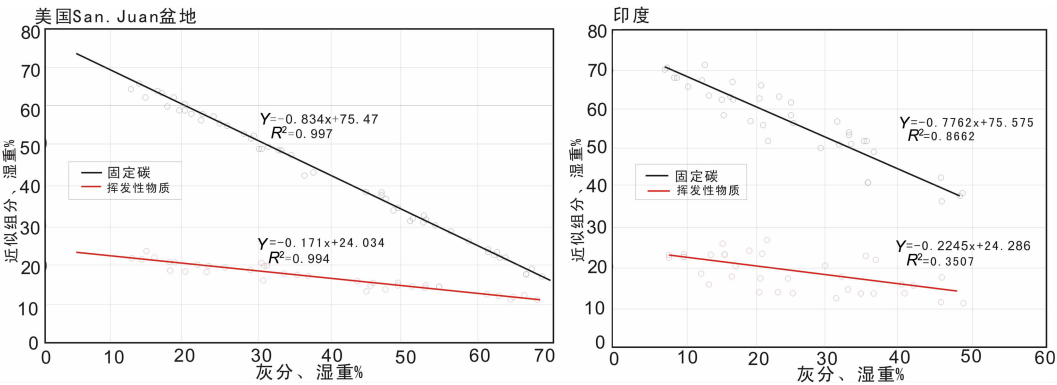 美国San.Juan盆地
80
70
60
50
40
30
20
10
0
近似组分、湿重%
Y=-0.834x+75.47
R²=0.997
固定碳
挥发性物质
Y=-0.171x+24.034
R²=0.994
0 10 20 30 40 50 60 70
灰分、湿重%
印度
80
70
60
50
40
30
20
10
0
近似组分、湿重%
Y=-0.7762x+75.575
R²=0.8662
固定碳
挥发性物质
Y=-0.2245x+24.286
R²=0.3507
0 10 20 30 40 50 60
灰分、湿重%